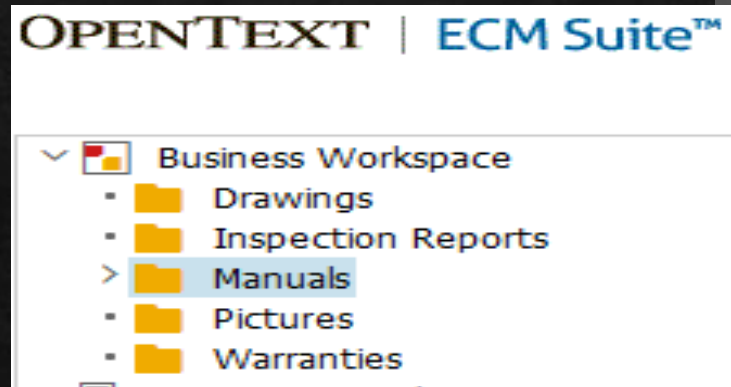 OPENTEXT | ECM Suite™
Business Workspace
Drawings
Inspection Reports
Manuals
Pictures
Warranties